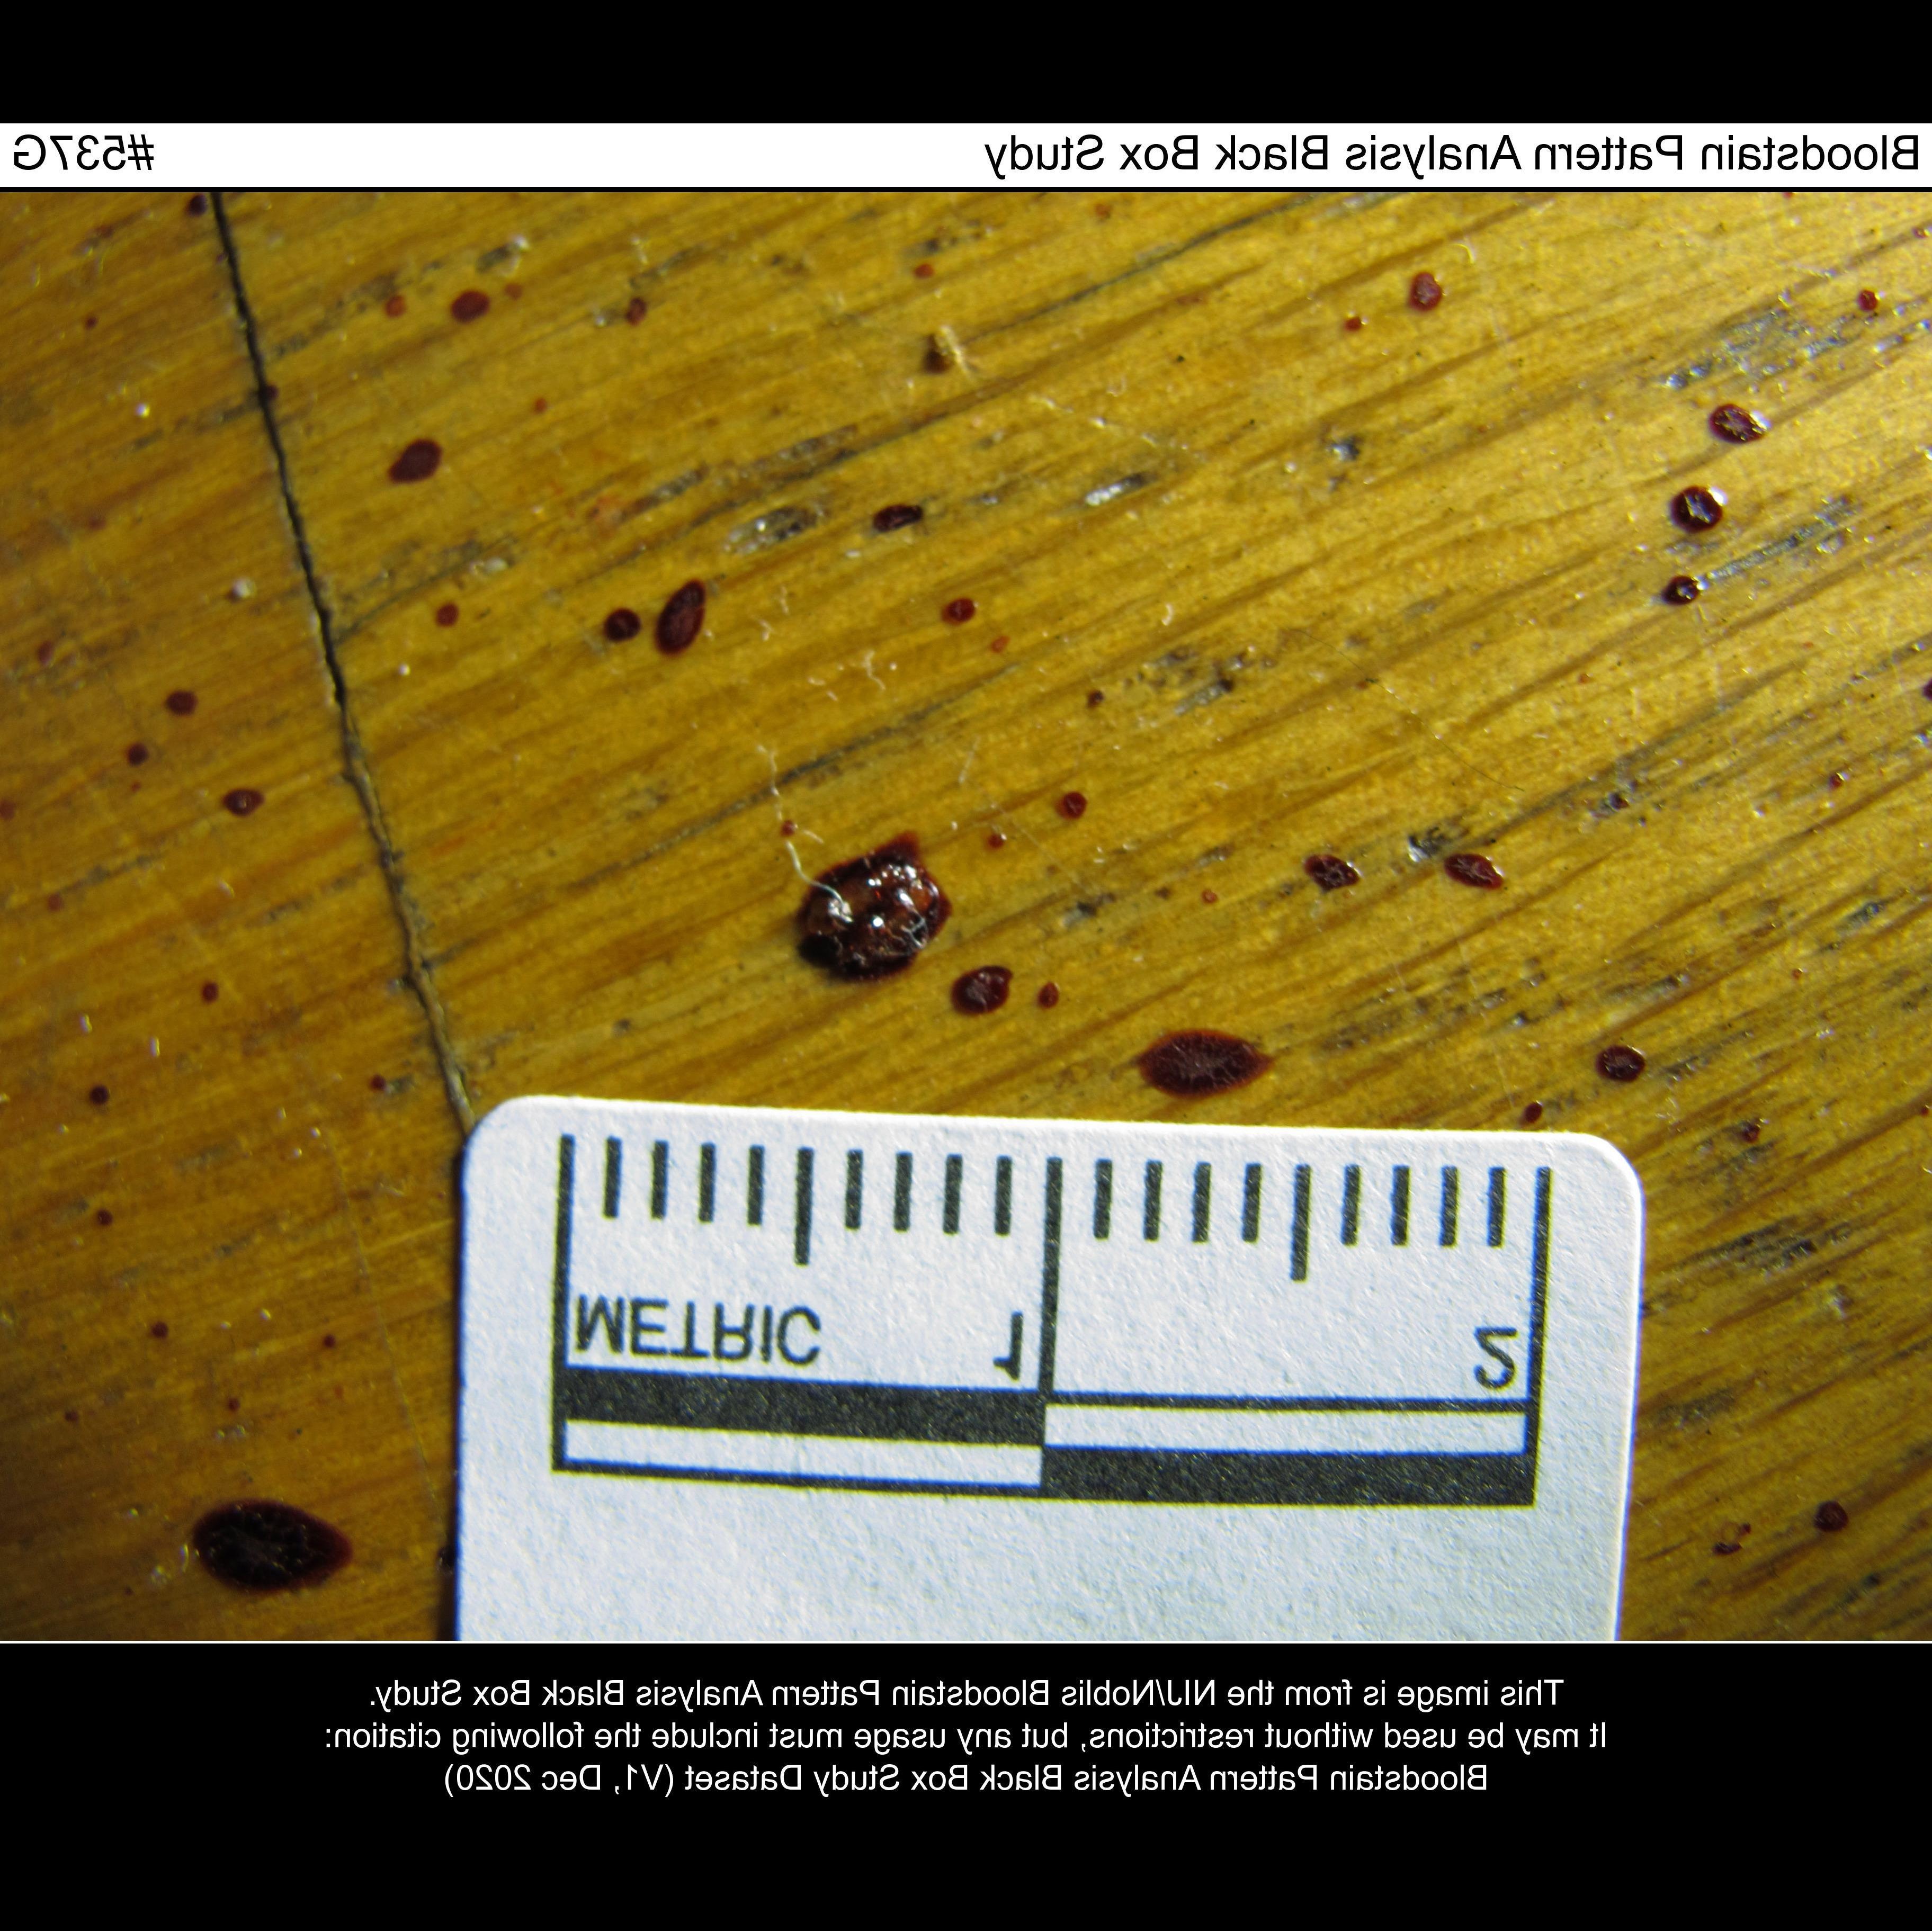 Bloodstain Pattern Analysis Black Box Study #537G
METRIC 1 2
This image is from the NIJ/Noblis Bloodstain Pattern Analysis Black Box Study.
It may be used without restrictions, but any usage must include the following citation:
Bloodstain Pattern Analysis Black Box Study Dataset (V1, Dec 2020)